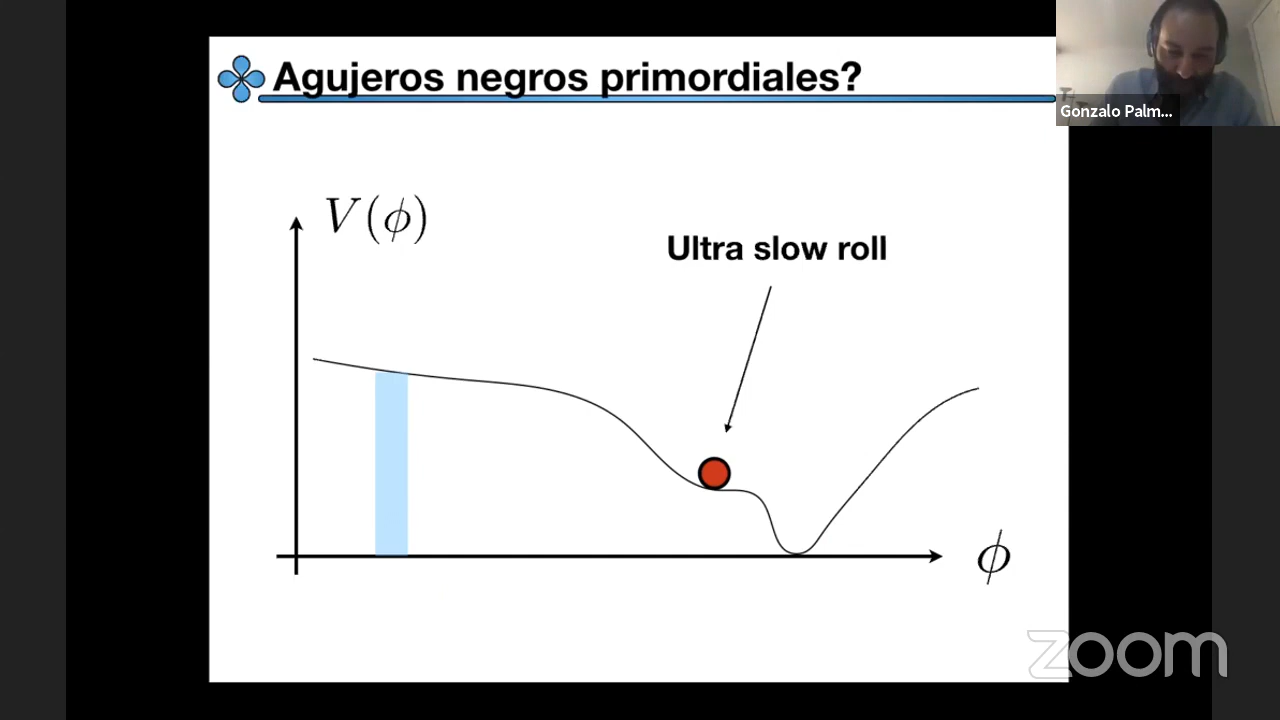 Agujeros negros primordiales?
Gonzalo Palm...
V(ϕ)
Ultra slow roll
ϕ
zoom